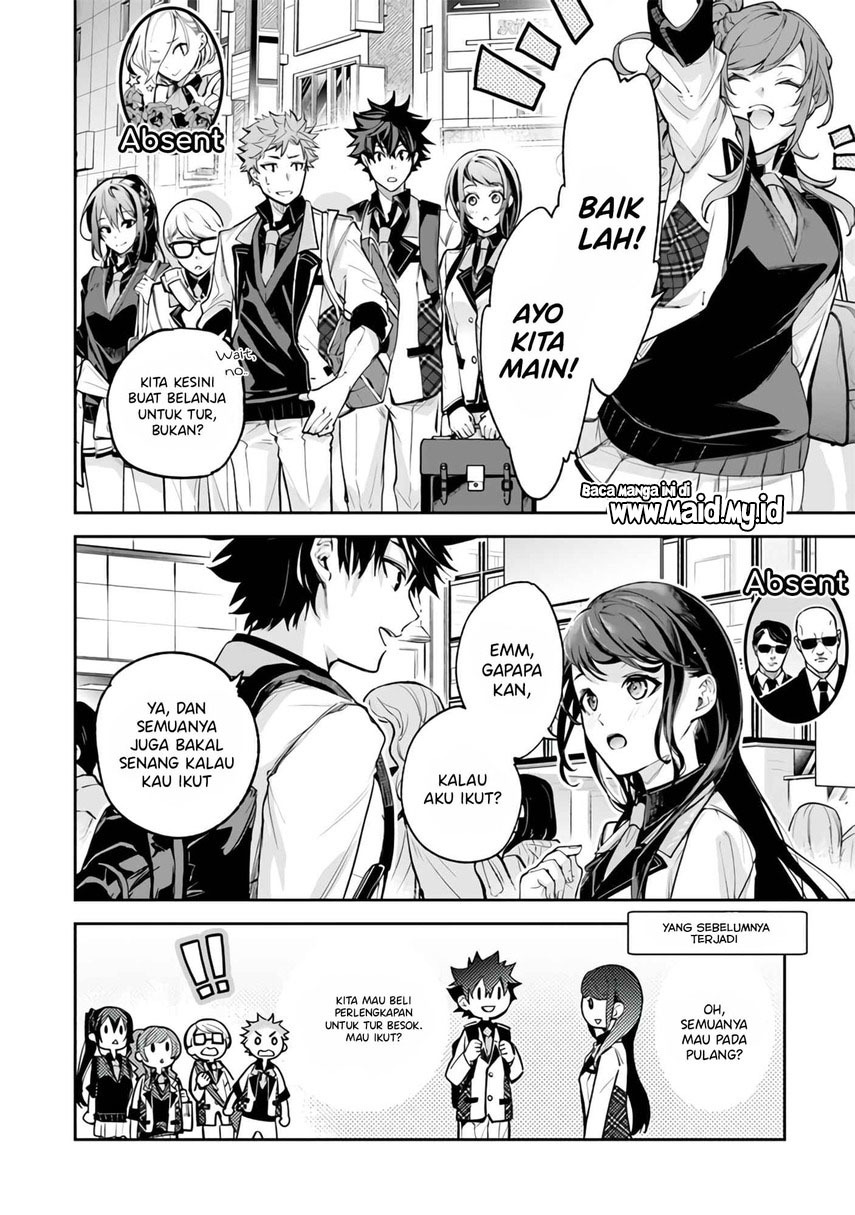 BAIK
LAH!
AYO
KITA
MAIN!
Absent
Wait,
no..
KITA KESINI
BUAT BELANJA
UNTUK TUR,
BUKAN?
Baca Manga ini di
www.Maid.My.id
Absent
EMM,
GAPAPA
KAN,
KALAU
AKU IKUT?
YA, DAN
SEMUANYA
JUGA BAKAL
SENANG KALAU
KAU IKUT
YANG SEBELUMNYA
TERJADI
OH,
SEMUANYA
MAU PADA
PULANG?
KITA MAU BELI
PERLENGKAPAN
UNTUK TUR BESOK.
MAU IKUT?
!!